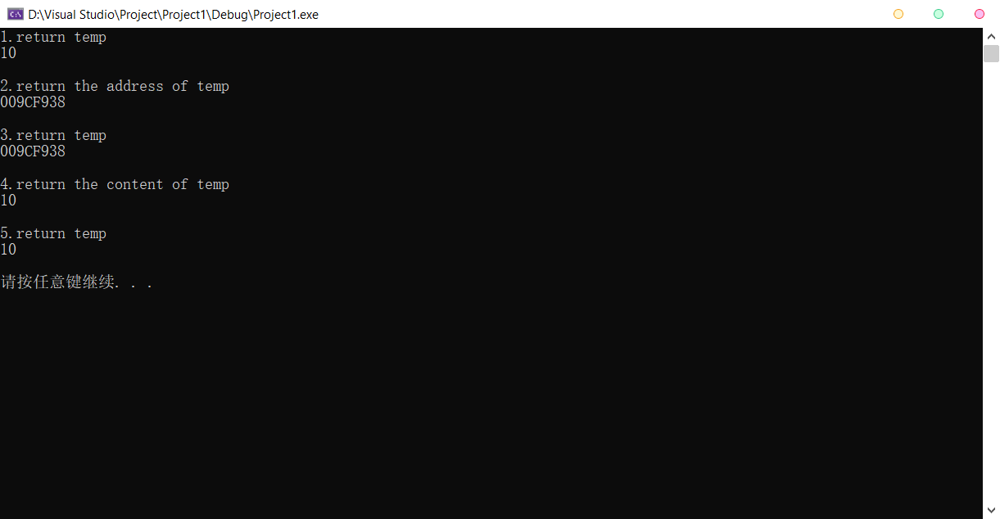 D:\Visual Studio\Project\Project1\Debug\Project1.exe
1.return temp
10
2.return the address of temp
009CF938
3.return temp
009CF938
4.return the content of temp
10
5.return temp
10
请按任意键继续. . .